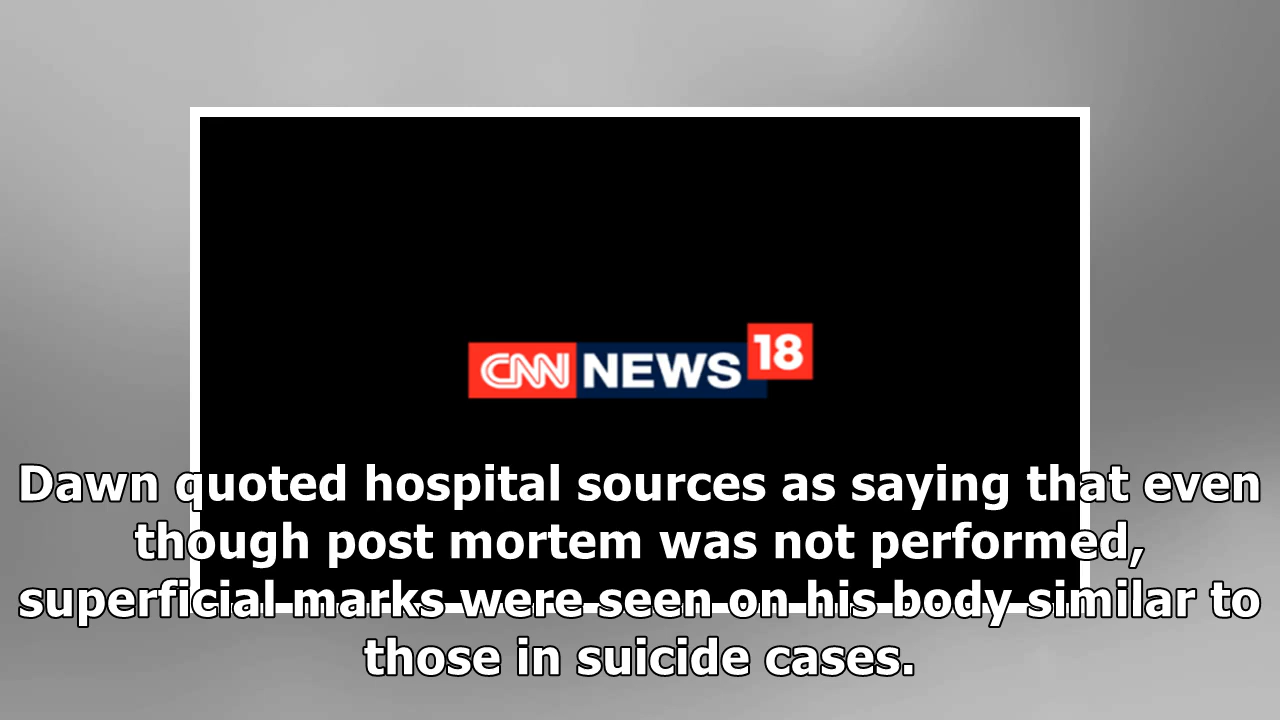 CNN NEWS 18
Dawn quoted hospital sources as saying that even
though post mortem was not performed,
superficial marks were seen on his body similar to
those in suicide cases.